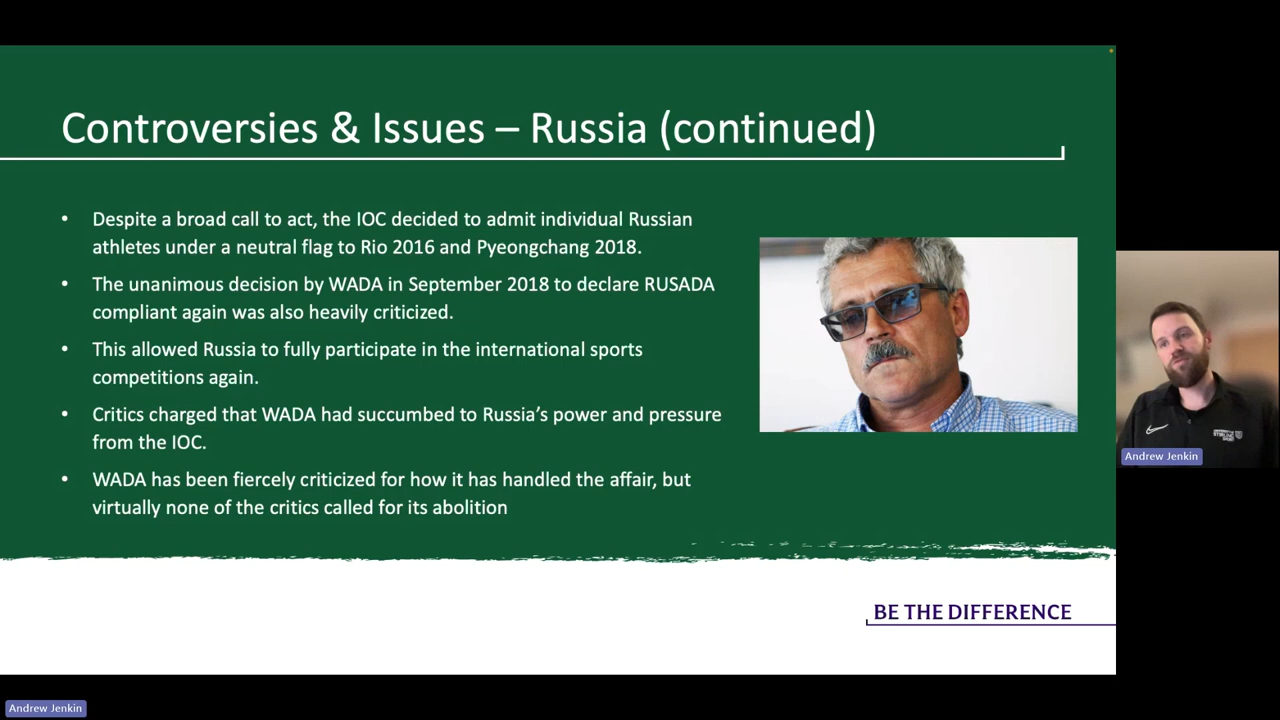 Controversies & Issues – Russia (continued)
• Despite a broad call to act, the IOC decided to admit individual Russian
athletes under a neutral flag to Rio 2016 and Pyeongchang 2018.
• The unanimous decision by WADA in September 2018 to declare RUSADA
compliant again was also heavily criticized.
• This allowed Russia to fully participate in the international sports
competitions again.
• Critics charged that WADA had succumbed to Russia's power and pressure
from the IOC.
• WADA has been fiercely criticized for how it has handled the affair, but
virtually none of the critics called for its abolition
BE THE DIFFERENCE
Andrew Jenkin
Andrew Jenkin